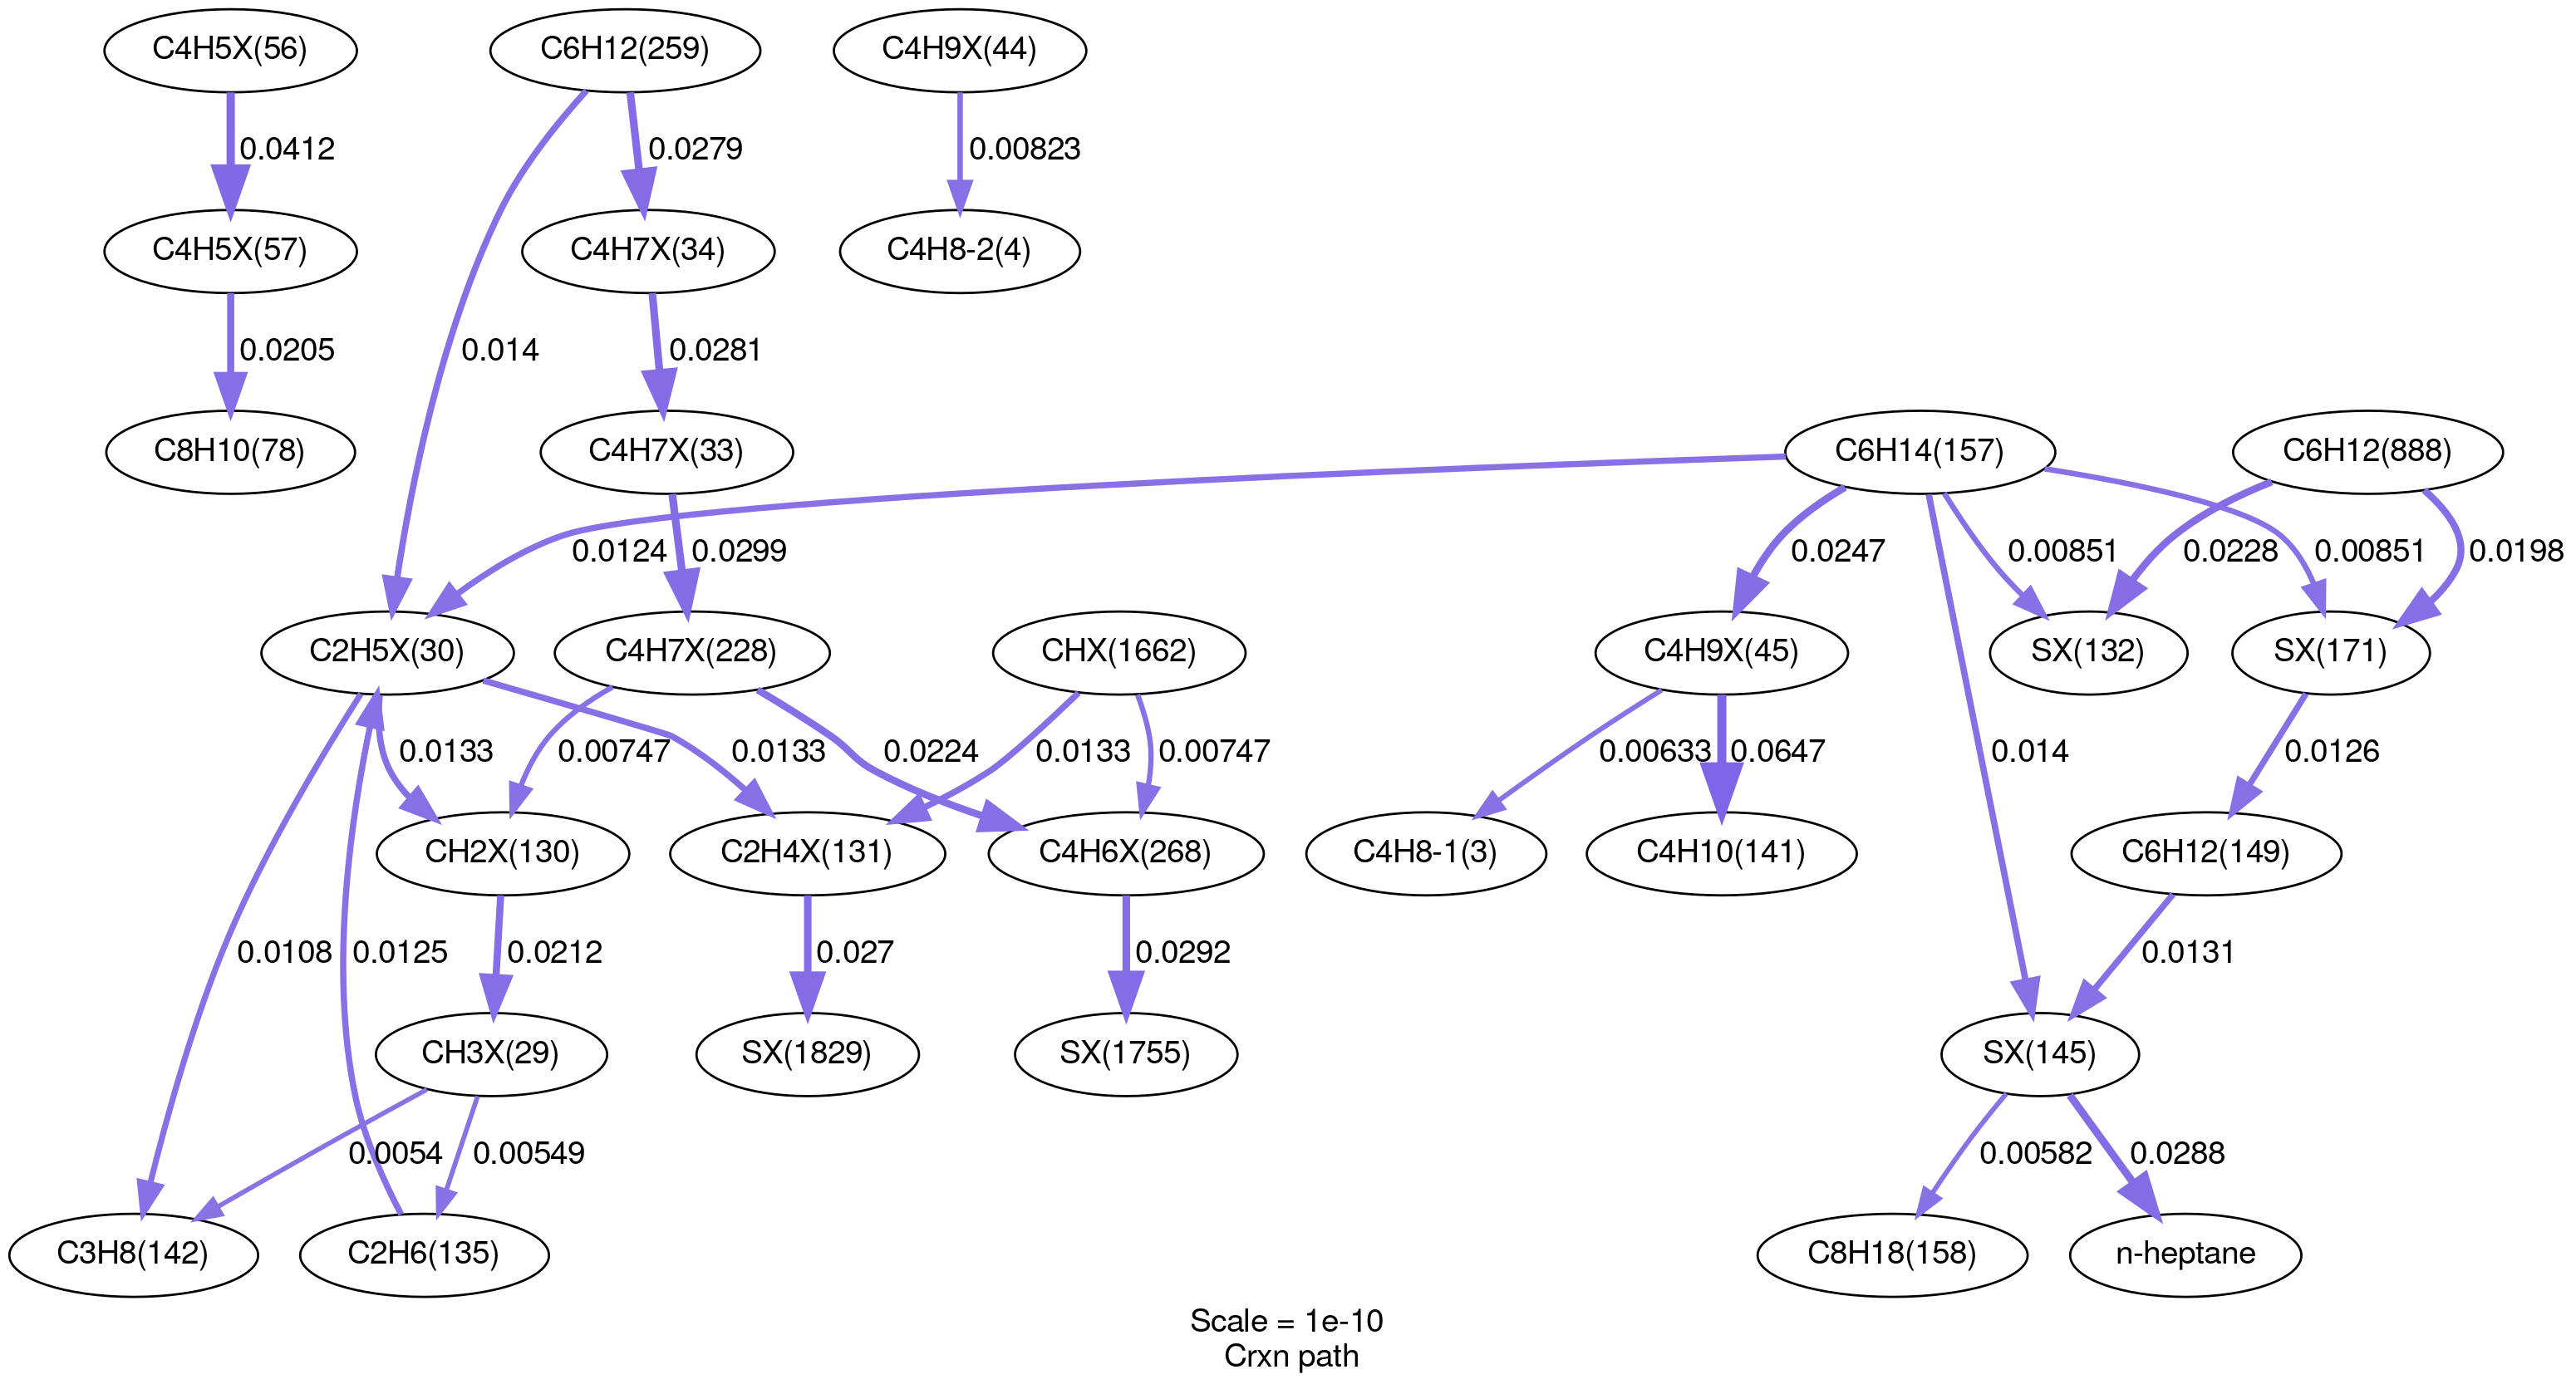 C4H5X(56)
C6H12(259)
C4H9X(44)
0.0412
0.0279
0.00823
C4H5X(57)
C4H7X(34)
C4H8-2(4)
0.0205
0.014
0.0281
C8H10(78)
C4H7X(33)
C6H14(157)
C6H12(888)
0.0124
0.0299
0.0247
0.00851
0.0228
0.00851
0.0198
C2H5X(30)
C4H7X(228)
CHX(1662)
C4H9X(45)
SX(132)
SX(171)
0.0133
0.00747
0.0133
0.0224
0.0133
0.00747
0.00633
0.0647
0.014
0.0126
CH2X(130)
C2H4X(131)
C4H6X(268)
C4H8-1(3)
C4H10(141)
C6H12(149)
0.0108
0.0125
0.0212
0.027
0.0292
0.0131
CH3X(29)
SX(1829)
SX(1755)
SX(145)
0.0054
0.00549
0.00582
0.0288
C3H8(142)
C2H6(135)
C8H18(158)
n-heptane
Scale = 1e-10
Crxn path